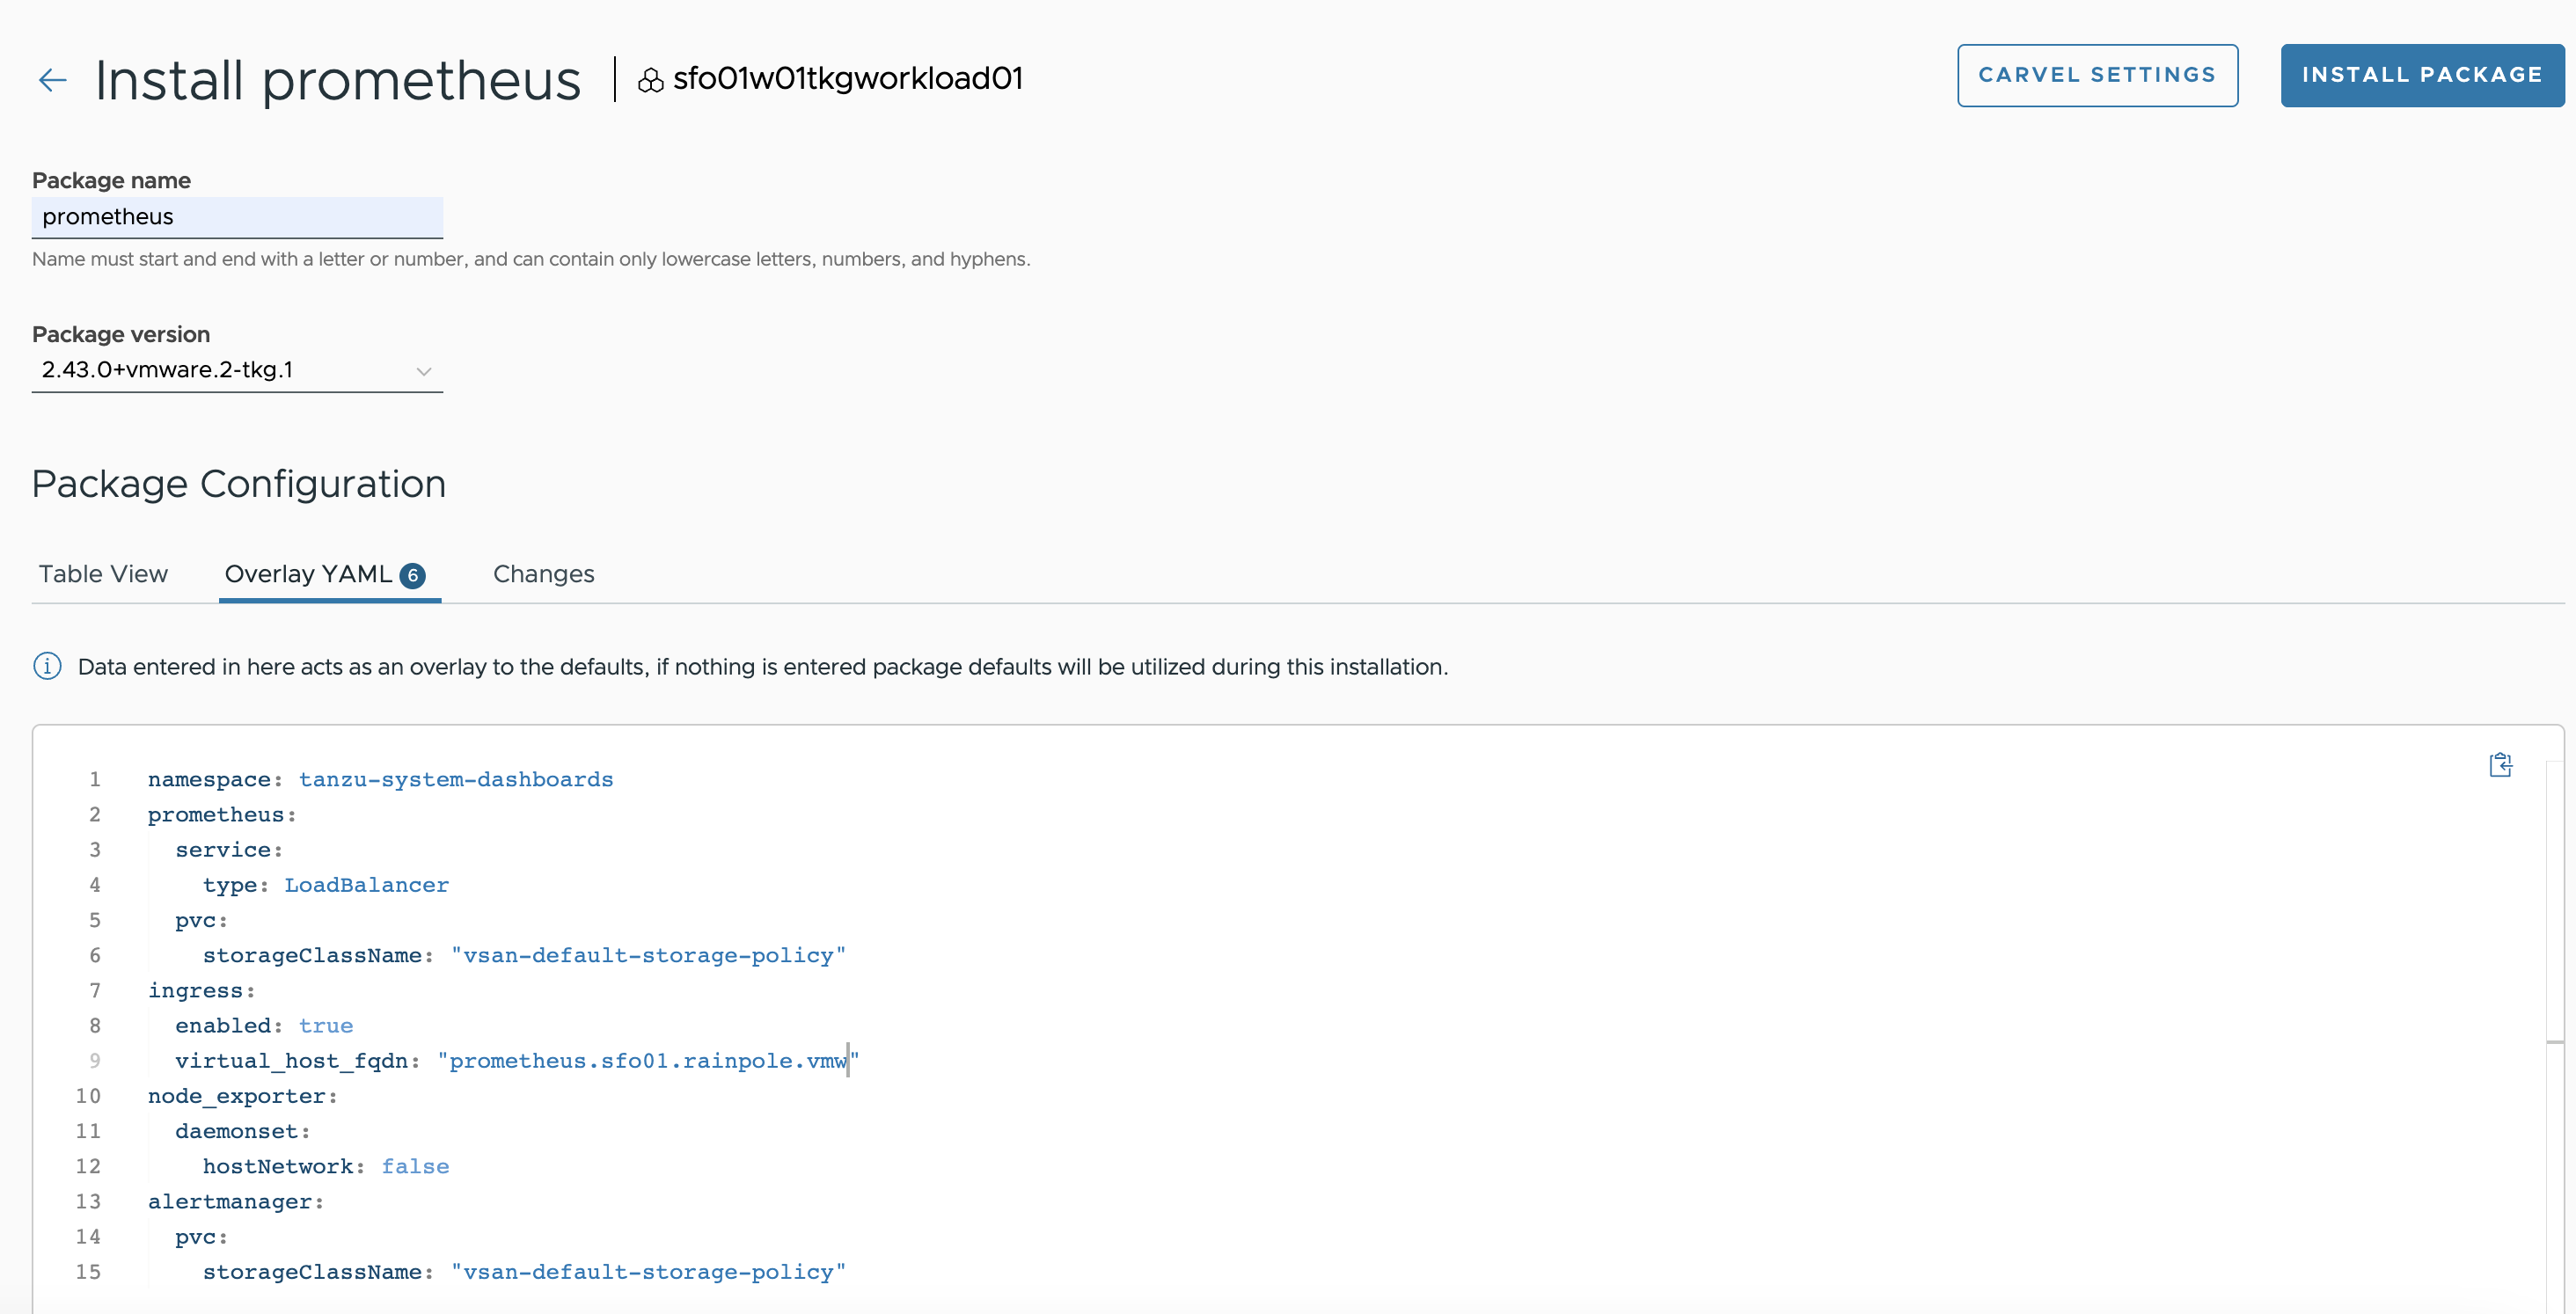 Install prometheus sfo01w01tkgworkload01 CARVEL SETTINGS INSTALL PACKAGE
Package name
prometheus
Name must start and end with a letter or number, and can contain only lowercase letters, numbers, and hyphens.
Package version
2.43.0+vmware.2-tkg.1
Package Configuration
Table View Overlay YAML 6 Changes
Data entered in here acts as an overlay to the defaults, if nothing is entered package defaults will be utilized during this installation.
1 namespace: tanzu-system-dashboards
2 prometheus:
3   service:
4     type: LoadBalancer
5   pvc:
6     storageClassName: "vsan-default-storage-policy"
7 ingress:
8   enabled: true
9   virtual_host_fqdn: "prometheus.sfo01.rainpole.vmw"
10 node_exporter:
11   daemonset:
12     hostNetwork: false
13 alertmanager:
14   pvc:
15     storageClassName: "vsan-default-storage-policy"